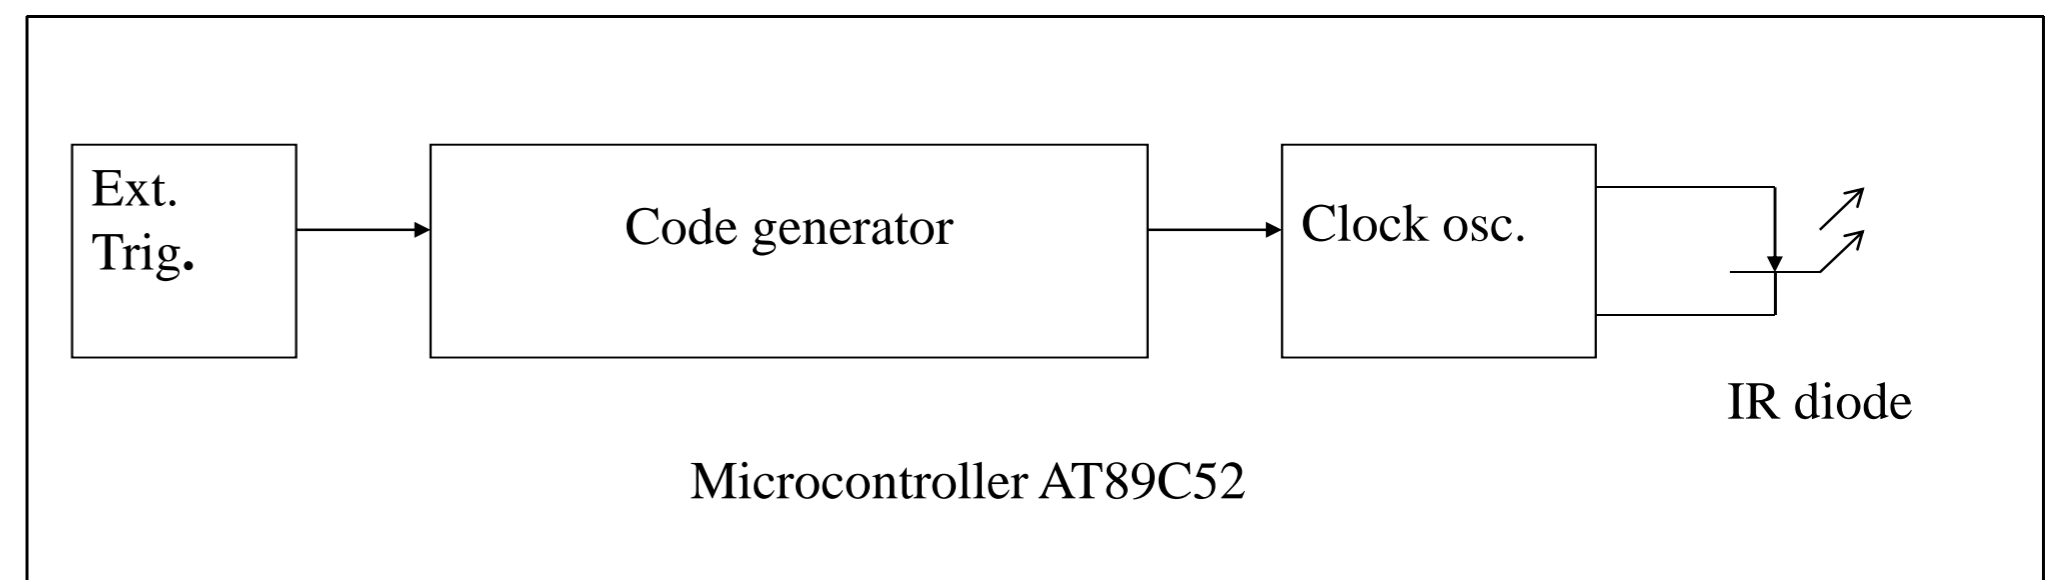 Ext.
Trig.
Code generator
Clock osc.
IR diode
Microcontroller AT89C52